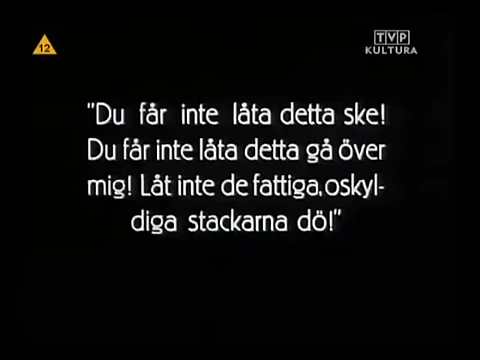 12
TVP
KULTURA
"Du får inte låta detta ske!
Du får inte låta detta gå över
mig! Låt inte de fattiga, oskyl-
diga stackarna dö!"